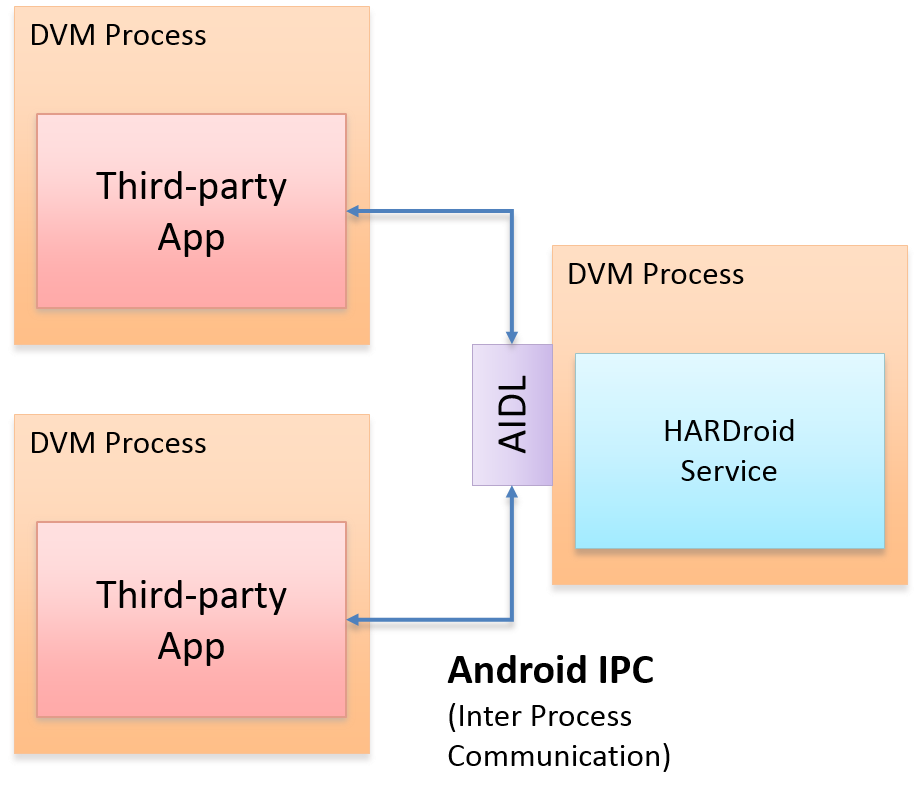 DVM Process
Third-party
App
DVM Process
HARDroid
Service
AIDL
DVM Process
Third-party
App
Android IPC
(Inter Process
Communication)